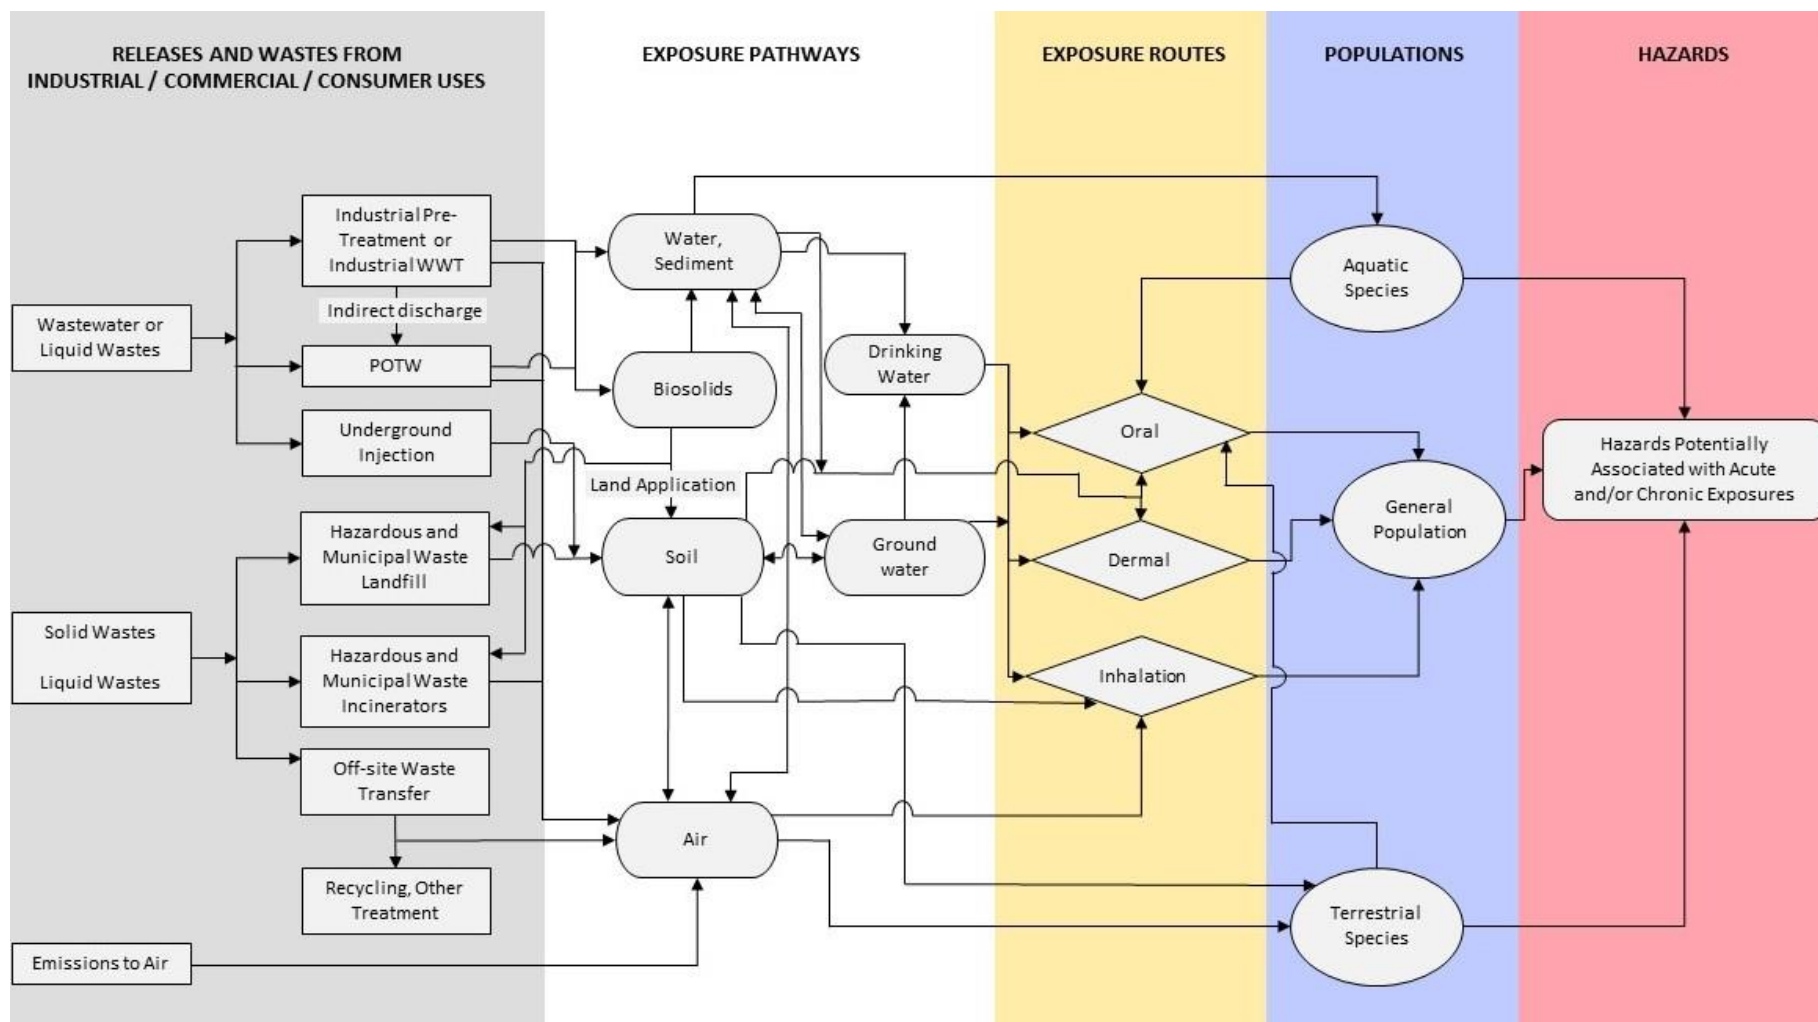 RELEASES AND WASTES FROM
INDUSTRIAL / COMMERCIAL / CONSUMER USES
EXPOSURE PATHWAYS
EXPOSURE ROUTES
POPULATIONS
HAZARDS
Wastewater or
Liquid Wastes
Solid Wastes
Liquid Wastes
Emissions to Air
Industrial Pre-
Treatment or
Industrial WWT
Indirect discharge
POTW
Underground
Injection
Hazardous and
Municipal Waste
Landfill
Hazardous and
Municipal Waste
Incinerators
Off-site Waste
Transfer
Recycling, Other
Treatment
Water,
Sediment
Biosolids
Land Application
Soil
Air
Drinking
Water
Ground
water
Oral
Dermal
Inhalation
Aquatic
Species
General
Population
Terrestrial
Species
Hazards Potentially
Associated with Acute
and/or Chronic Exposures